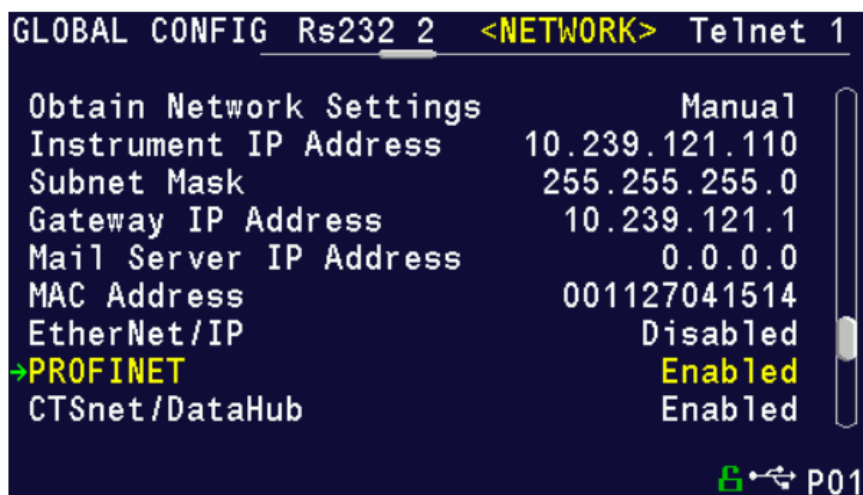 GLOBAL CONFIG Rs232 2 <NETWORK> Telnet 1
Obtain Network Settings Manual
Instrument IP Address 10.239.121.110
Subnet Mask 255.255.255.0
Gateway IP Address 10.239.121.1
Mail Server IP Address 0.0.0.0
MAC Address 001127041514
EtherNet/IP Disabled
→PROFINET Enabled
CTSnet/DataHub Enabled
P01